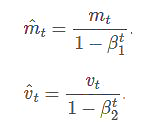 m̂_t = m_t / (1 − β_1^t).
v̂_t = v_t / (1 − β_2^t).